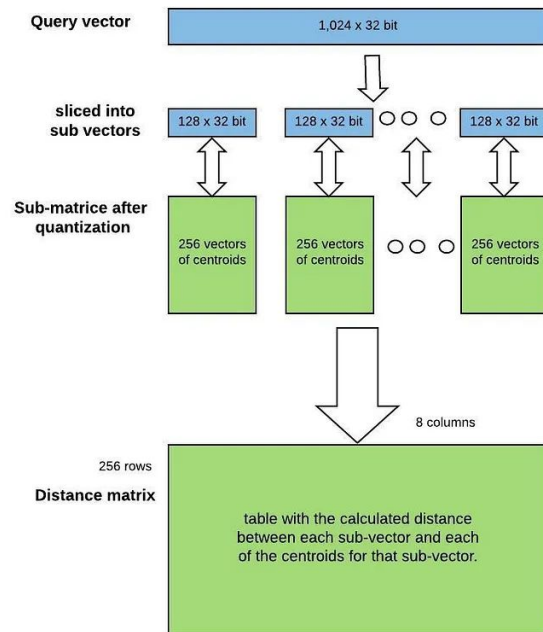 Query vector
1,024 x 32 bit
sliced into
sub vectors
128 x 32 bit
128 x 32 bit
128 x 32 bit
Sub-matrice after
quantization
256 vectors
of centroids
256 vectors
of centroids
256 vectors
of centroids
8 columns
256 rows
Distance matrix
table with the calculated distance
between each sub-vector and each
of the centroids for that sub-vector.